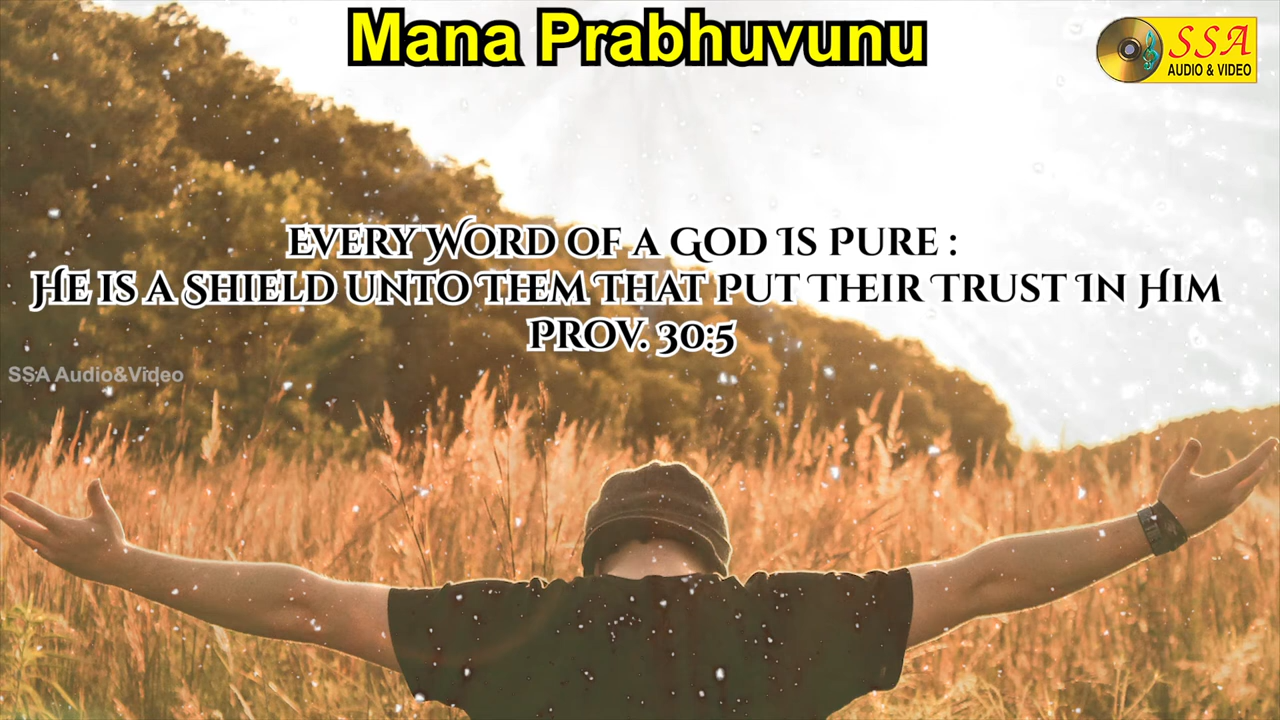 Mana Prabhuvunu
SSA
AUDIO & VIDEO
Every Word of a God Is Pure :
He is a Shield unto Them That Put Their Trust In Him
Prov. 30:5
SSA Audio&Video